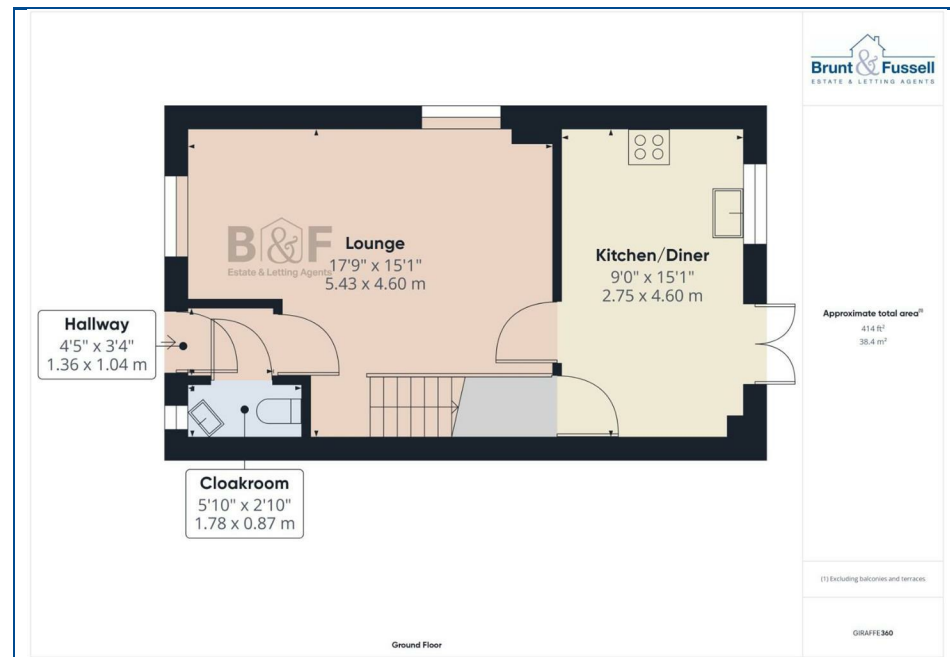 Brunt & Fussell
ESTATE & LETTING AGENTS
B&F
Estate & Letting Agents
Lounge
17'9" x 15'1"
5.43 x 4.60 m
Kitchen/Diner
9'0" x 15'1"
2.75 x 4.60 m
Hallway
4'5" x 3'4"
1.36 x 1.04 m
Cloakroom
5'10" x 2'10"
1.78 x 0.87 m
Approximate total area(1)
414 ft²
38.4 m²
(1) Excluding balconies and terraces
GIRAFFE360
Ground Floor